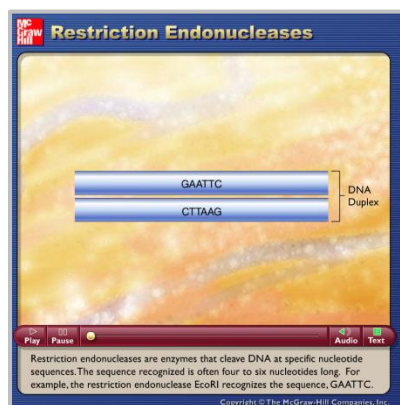 Mc
Graw
Hill
Restriction Endonucleases
GAATTC
CTTAAG
DNA
Duplex
Play Pause Audio Text
Restriction endonucleases are enzymes that cleave DNA at specific nucleotide
sequences. The sequence recognized is often four to six nucleotides long. For
example, the restriction endonuclease EcoRI recognizes the sequence, GAATTC.
Copyright © The McGraw-Hill Companies, Inc.